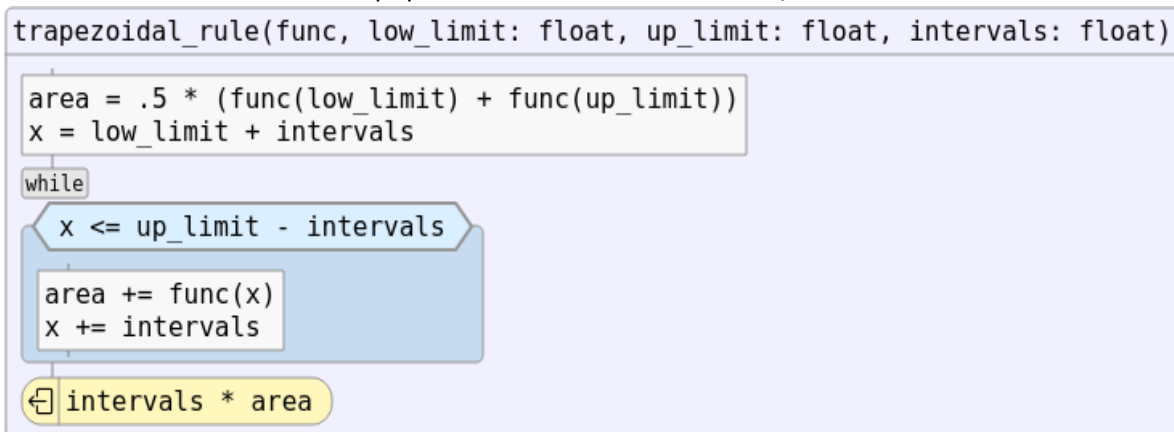 trapezoidal_rule(func, low_limit: float, up_limit: float, intervals: float)
area = .5 * (func(low_limit) + func(up_limit))
x = low_limit + intervals
while
x <= up_limit - intervals
area += func(x)
x += intervals
intervals * area